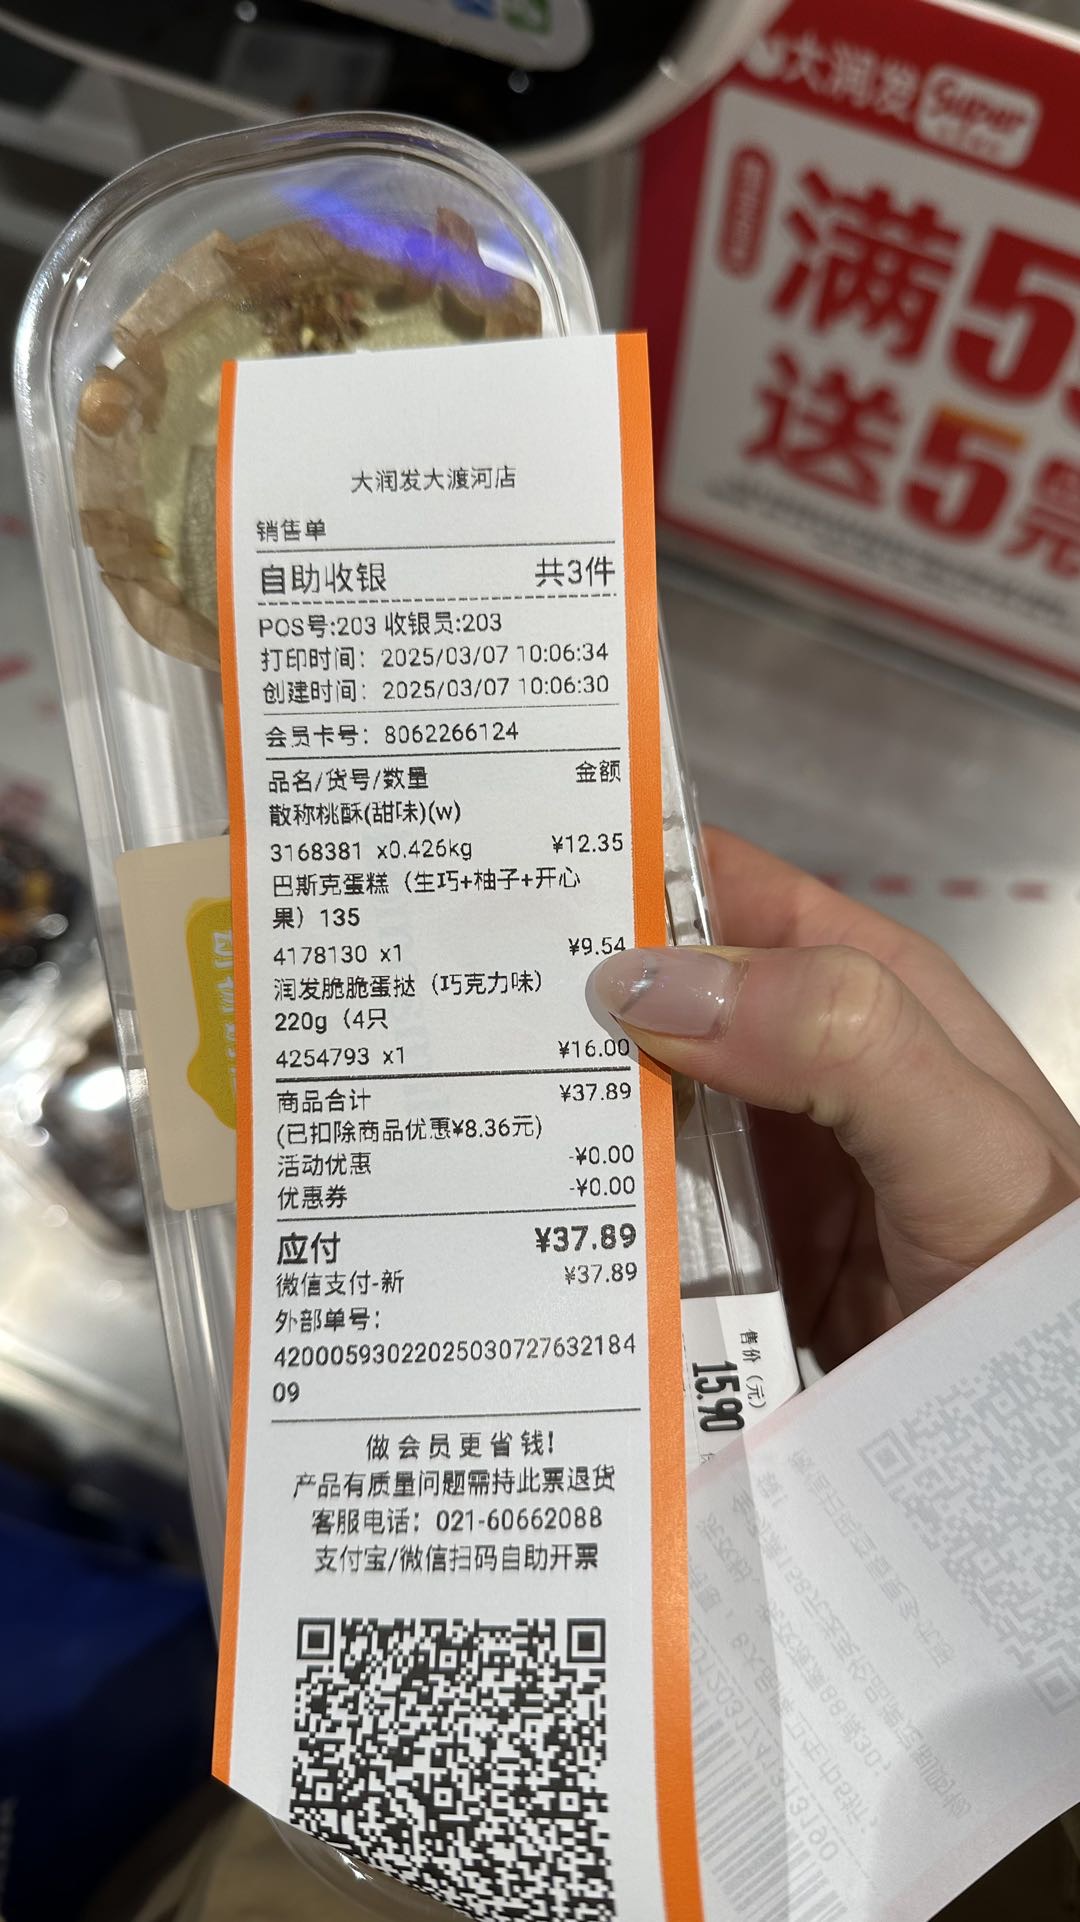 大润发
Super
满5
送5元
大润发大渡河店
销售单
自助收银 共3件
POS号:203 收银员:203
打印时间：2025/03/07 10:06:34
创建时间：2025/03/07 10:06:30
会员卡号：8062266124
品名/货号/数量 金额
散称桃酥(甜味)(w)
3168381 x0.426kg ¥12.35
巴斯克蛋糕（生巧+柚子+开心
果）135
4178130 x1 ¥9.54
润发脆脆蛋挞（巧克力味）
220g（4只
4254793 x1 ¥16.00
商品合计 ¥37.89
(已扣除商品优惠¥8.36元)
活动优惠 -¥0.00
优惠券 -¥0.00
应付 ¥37.89
微信支付-新 ¥37.89
外部单号：
42000593022025030727632184
09
做会员更省钱!
产品有质量问题需持此票退货
客服电话：021-60662088
支付宝/微信扫码自助开票
售价（元）
15.90